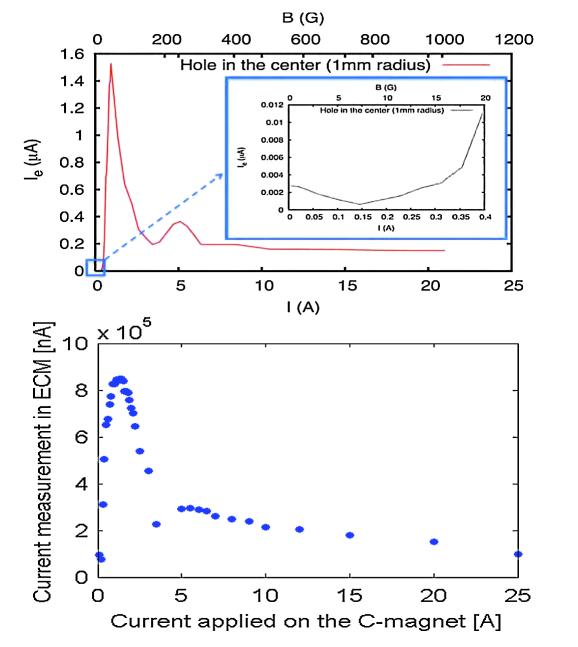 B (G)
0 200 400 600 800 1000 1200
1.6
Hole in the center (1mm radius)
1.4
1.2
1
0.8
0.6
0.4
0.2
0
Ie (μA)
B (G)
0 5 10 15 20
0.012
Hole in the center (1mm radius)
0.01
0.008
0.006
0.004
0.002
0
Ie (μA)
0 0.05 0.1 0.15 0.2 0.25 0.3 0.35 0.4
I (A)
0 5 10 15 20 25
I (A)
x 10^5
10
8
6
4
2
0
Current measurement in ECM [nA]
0 5 10 15 20 25
Current applied on the C-magnet [A]